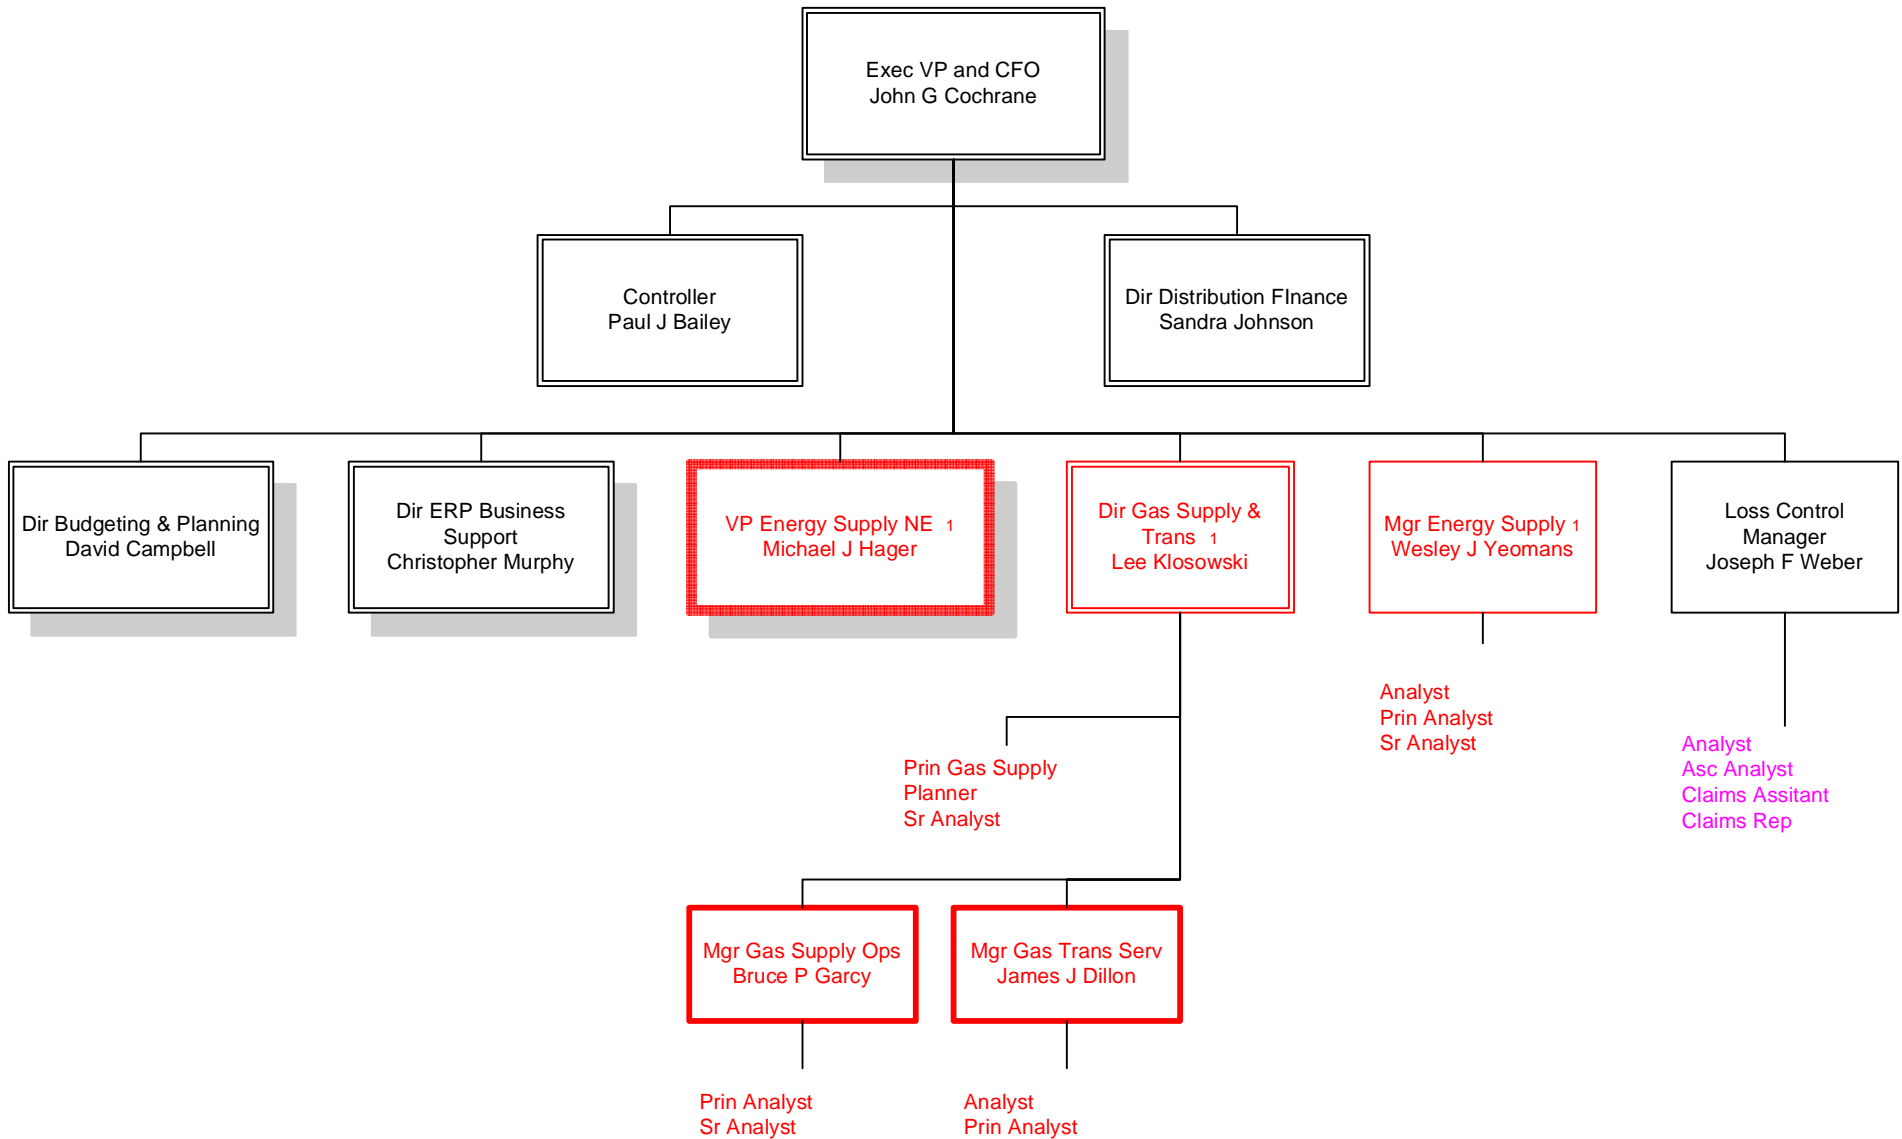 Exec VP and CFO
John G Cochrane
Controller
Paul J Bailey
Dir Distribution FInance
Sandra Johnson
Dir Budgeting & Planning
David Campbell
Dir ERP Business
Support
Christopher Murphy
VP Energy Supply NE 1
Michael J Hager
Dir Gas Supply &
Trans 1
Lee Klosowski
Mgr Energy Supply 1
Wesley J Yeomans
Loss Control
Manager
Joseph F Weber
Analyst
Prin Analyst
Sr Analyst
Analyst
Asc Analyst
Claims Assitant
Claims Rep
Prin Gas Supply
Planner
Sr Analyst
Mgr Gas Supply Ops
Bruce P Garcy
Mgr Gas Trans Serv
James J Dillon
Prin Analyst
Sr Analyst
Analyst
Prin Analyst